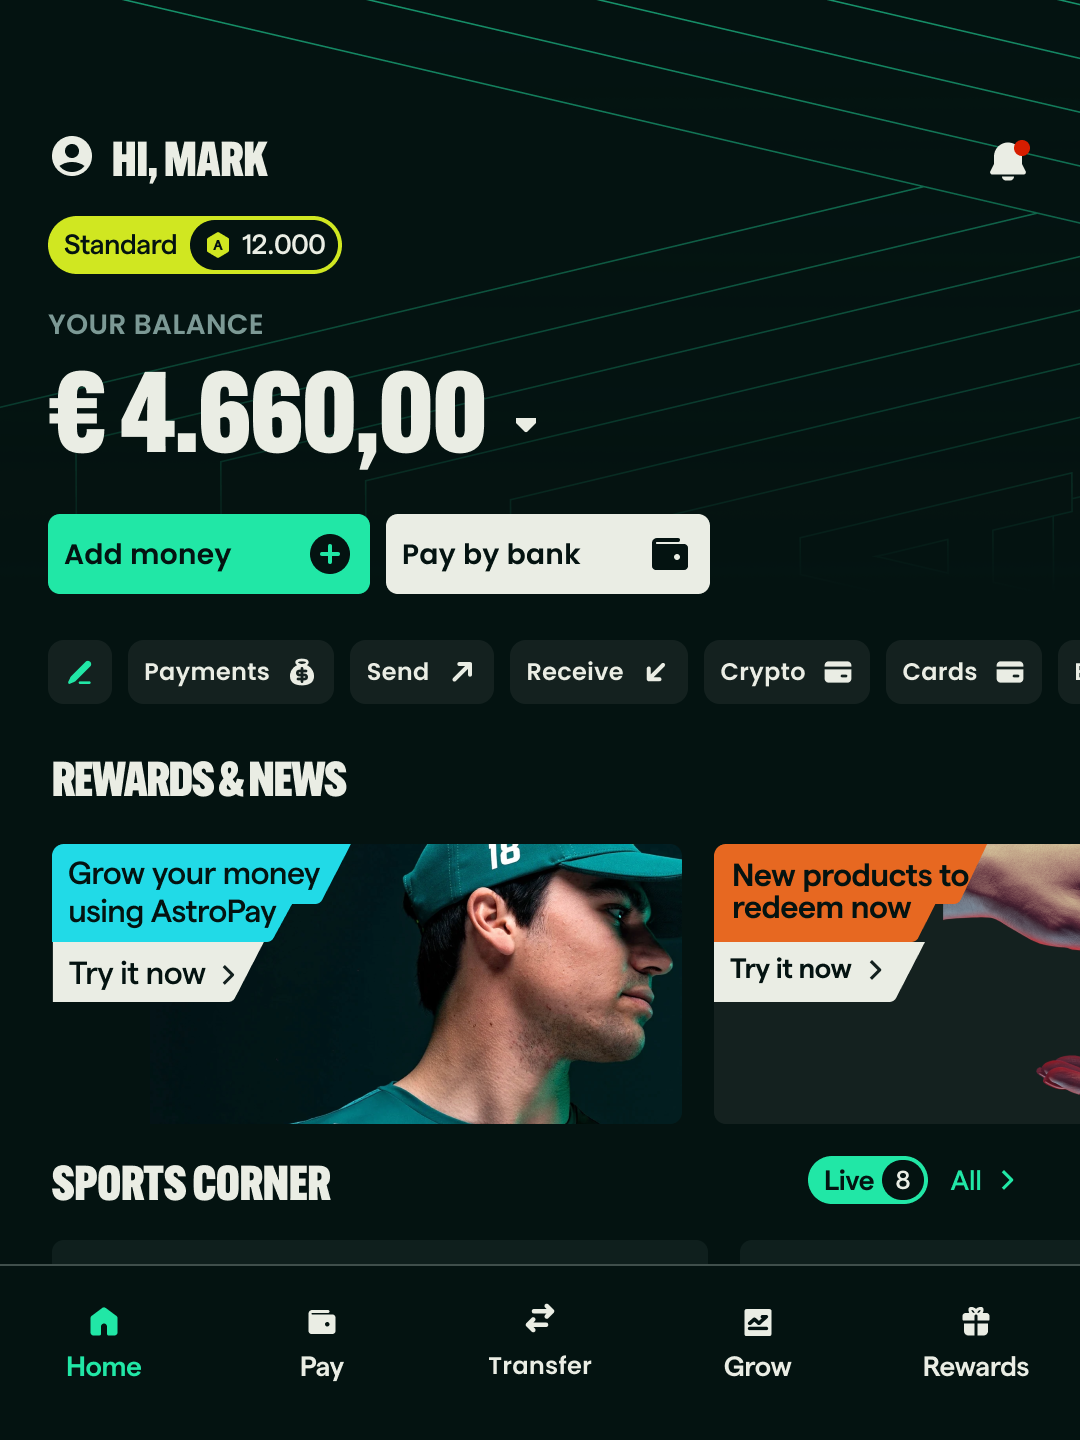 HI, MARK
Standard A 12.000
YOUR BALANCE
€ 4.660,00
Add money
Pay by bank
Payments $
Send
Receive
Crypto
Cards
REWARDS & NEWS
18
Grow your money
using AstroPay
Try it now
New products to
redeem now
Try it now
SPORTS CORNER
Live 8
All
Home
Pay
Transfer
Grow
Rewards